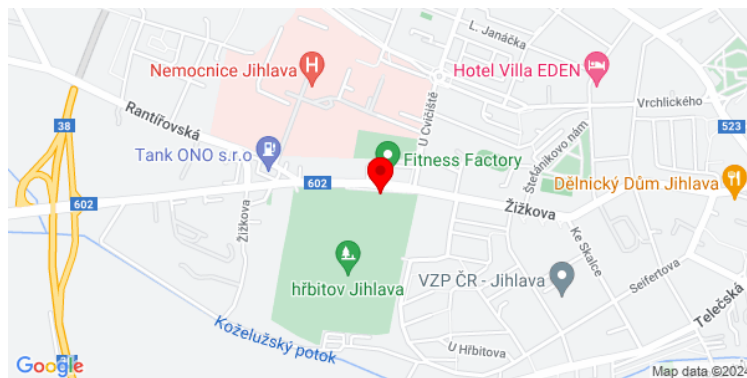 L. Janáčka
Nemocnice Jihlava
H
Hotel Villa EDEN
Vrchlického
Rantířovská
38
U Cvičiště
523
Tank ONO s.r.o
Fitness Factory
Štefánikovo nám
Dělnický Dům Jihlava
602
602
Žižkova
Žižkova
Ke Skalce
hřbitov Jihlava
VZP ČR - Jihlava
Seifertova
Telečská
Koželužský potok
U Hřbitova
Google
Map data ©2024